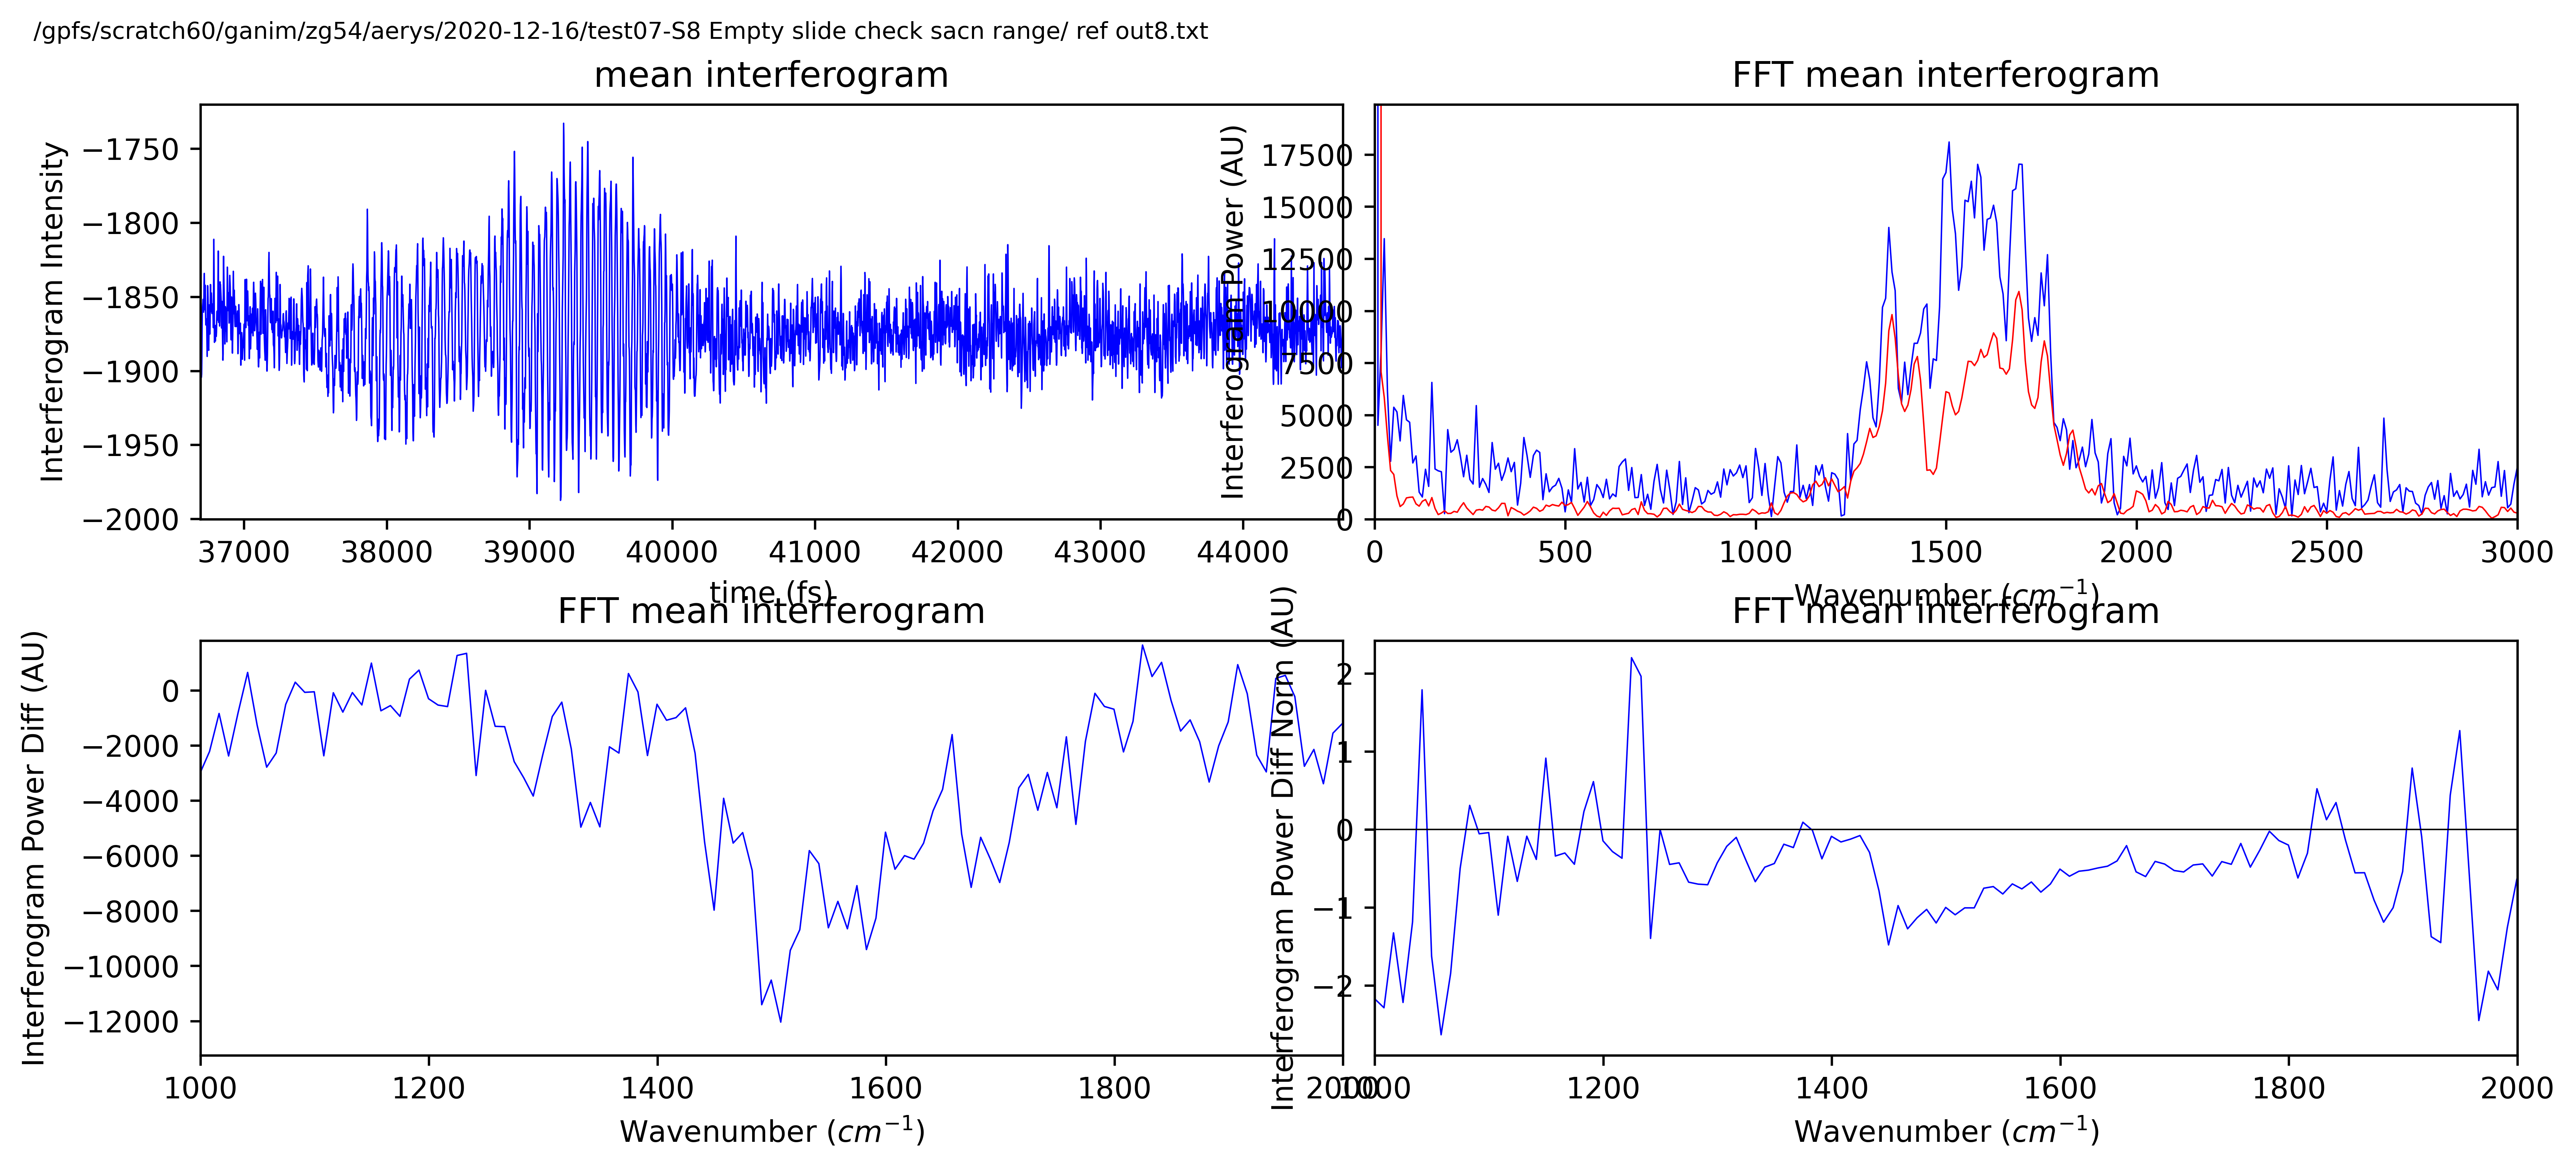 /gpfs/scratch60/ganim/zg54/aerys/2020-12-16/test07-S8 Empty slide check sacn range/ ref out8.txt
mean interferogram
Interferogram Intensity
−1750
−1800
−1850
−1900
−1950
−2000
37000 38000 39000 40000 41000 42000 43000 44000
time (fs)
FFT mean interferogram
Interferogram Power (AU)
17500
15000
12500
10000
7500
5000
2500
0
0 500 1000 1500 2000 2500 3000
Wavenumber (cm⁻¹)
FFT mean interferogram
Interferogram Power Diff (AU)
0
−2000
−4000
−6000
−8000
−10000
−12000
1000 1200 1400 1600 1800 2000
Wavenumber (cm⁻¹)
FFT mean interferogram
Interferogram Power Diff Norm (AU)
2
1
0
−1
−2
1000 1200 1400 1600 1800 2000
Wavenumber (cm⁻¹)